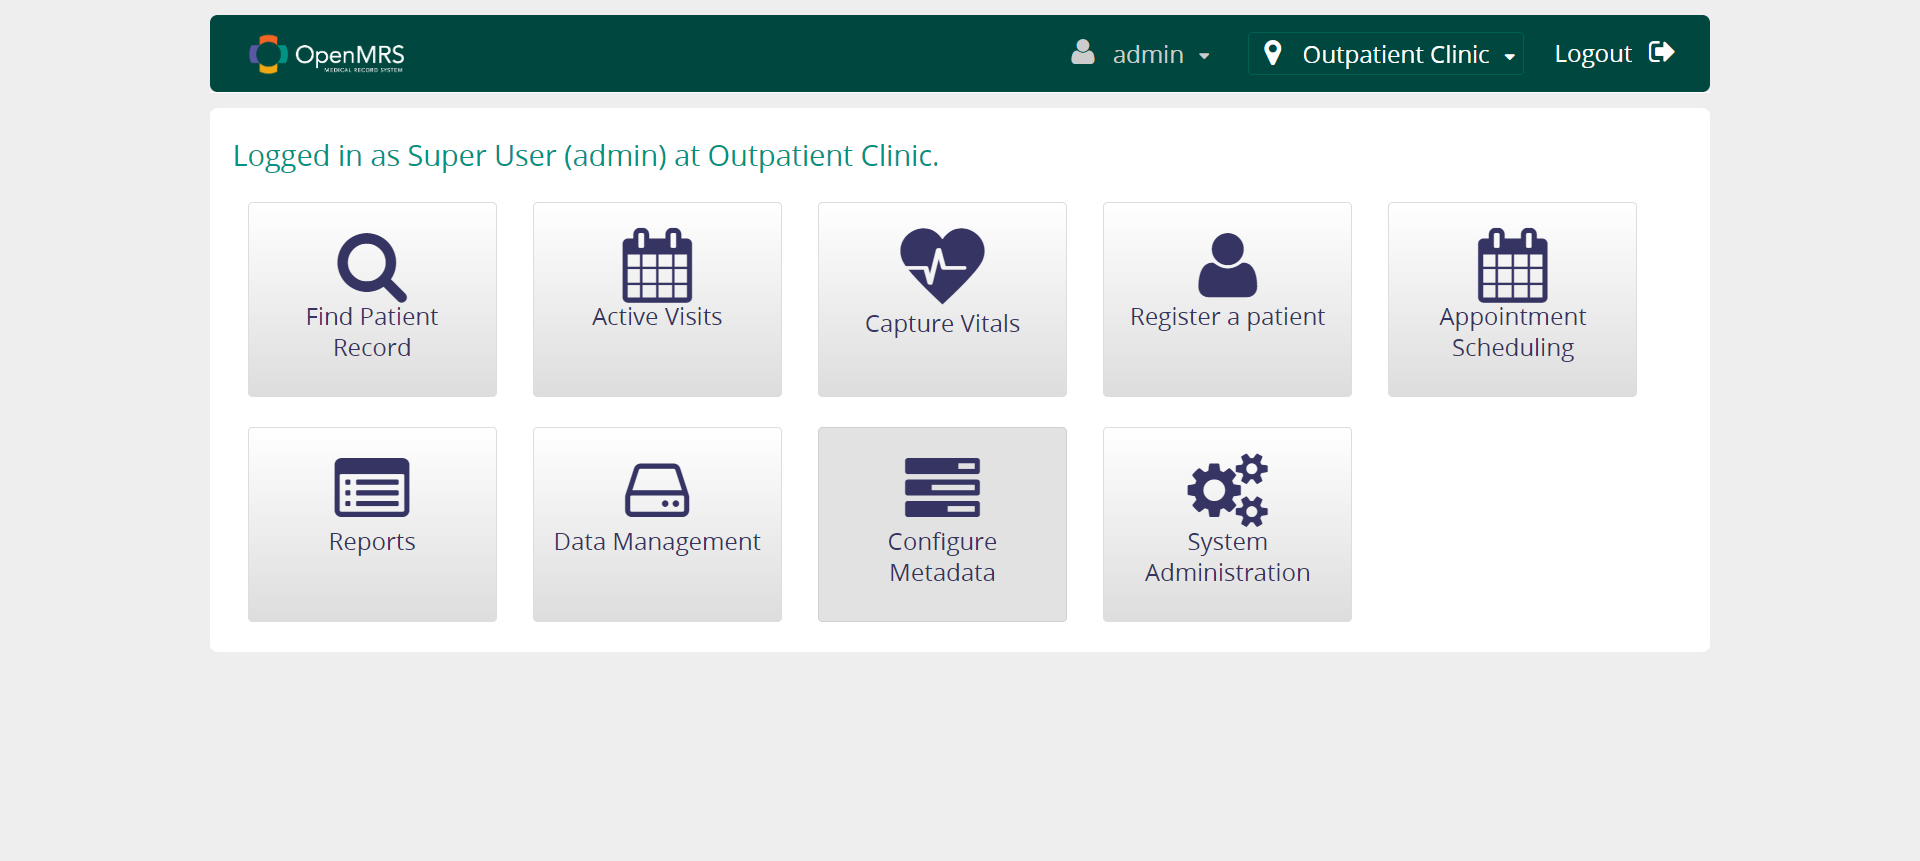 OpenMRS
MEDICAL RECORD SYSTEM
admin
Outpatient Clinic
Logout
Logged in as Super User (admin) at Outpatient Clinic.
Find Patient
Record
Active Visits
Capture Vitals
Register a patient
Appointment
Scheduling
Reports
Data Management
Configure
Metadata
System
Administration